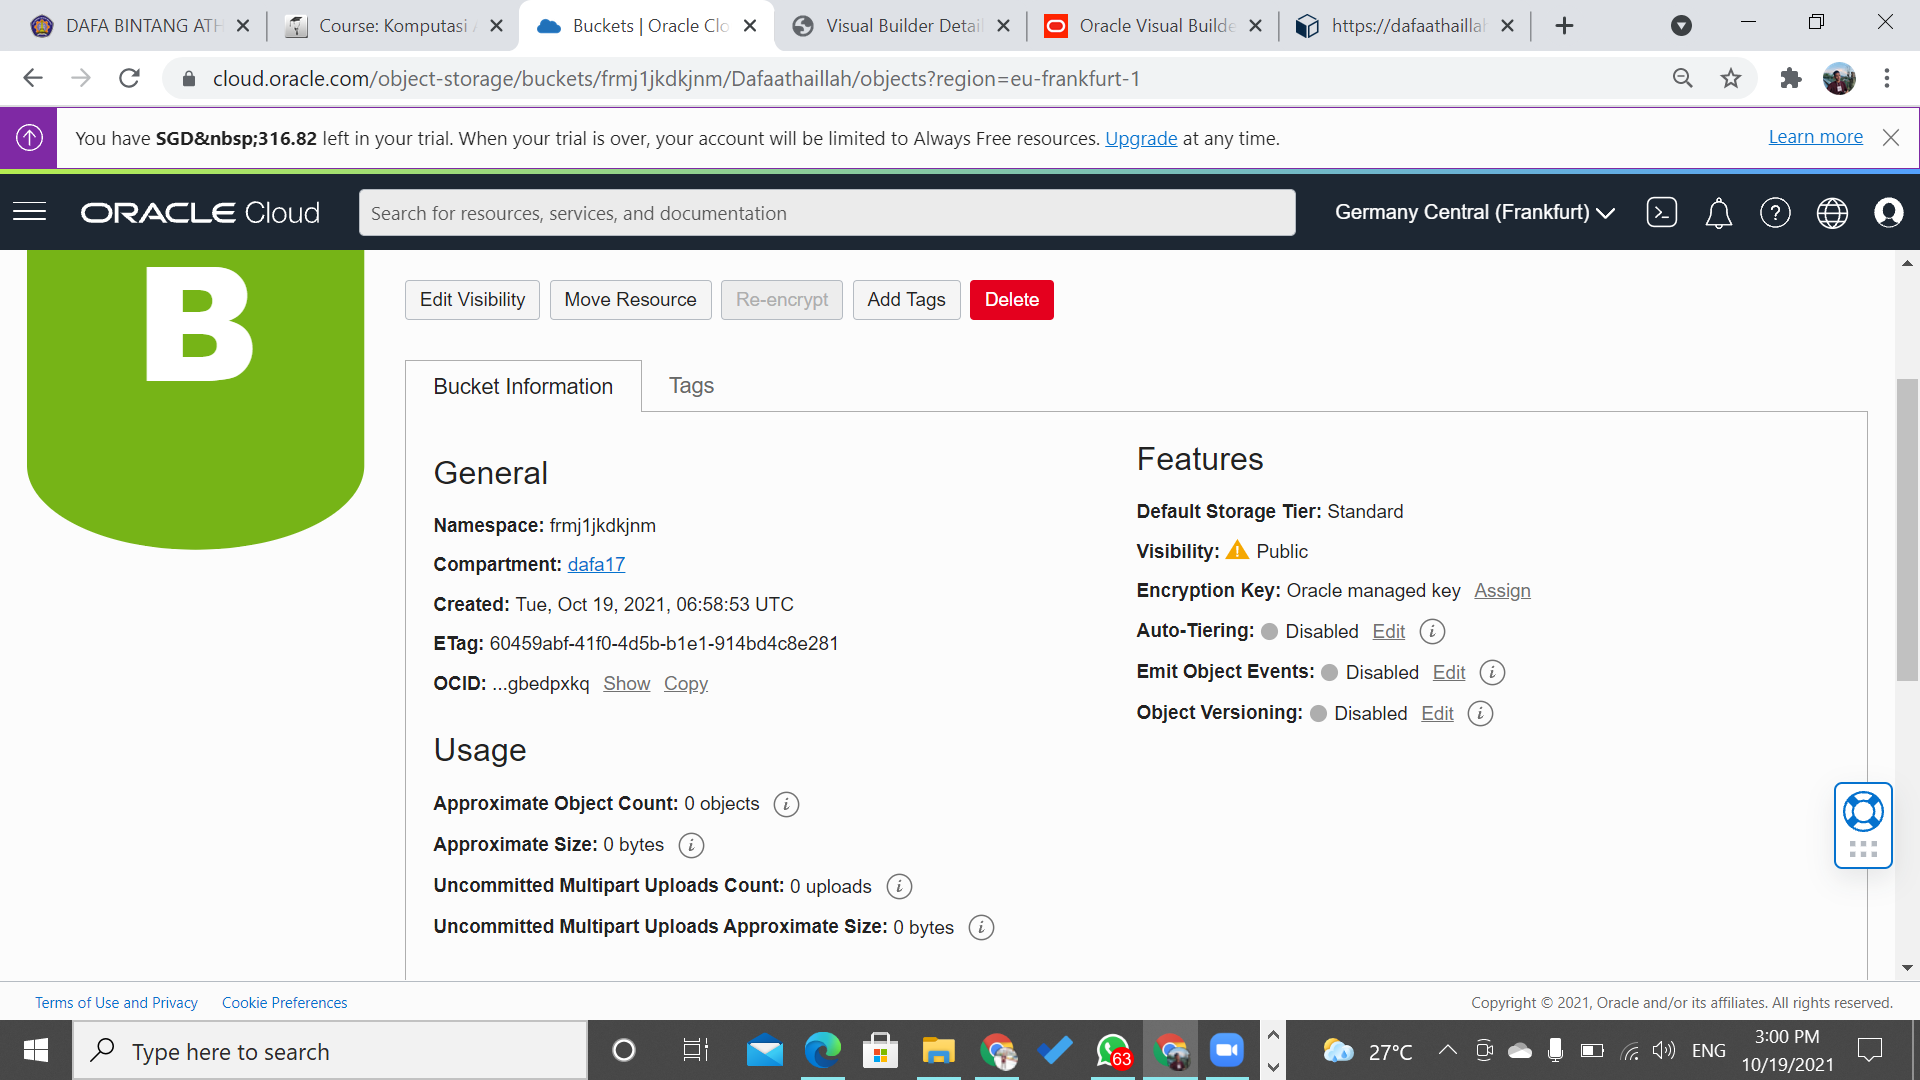 DAFA BINTANG ATH
Course: Komputasi A
Buckets | Oracle Clo
Visual Builder Detail
Oracle Visual Builde
https://dafaathailla
cloud.oracle.com/object-storage/buckets/frmj1jkdkjnm/Dafaathaillah/objects?region=eu-frankfurt-1
You have SGD&nbsp;316.82 left in your trial. When your trial is over, your account will be limited to Always Free resources. Upgrade at any time.
Learn more
ORACLE Cloud
Search for resources, services, and documentation
Germany Central (Frankfurt)
B
Edit Visibility
Move Resource
Re-encrypt
Add Tags
Delete
Bucket Information
Tags
General
Namespace: frmj1jkdkjnm
Compartment: dafa17
Created: Tue, Oct 19, 2021, 06:58:53 UTC
ETag: 60459abf-41f0-4d5b-b1e1-914bd4c8e281
OCID: ...gbedpxkq Show Copy
Usage
Approximate Object Count: 0 objects
Approximate Size: 0 bytes
Uncommitted Multipart Uploads Count: 0 uploads
Uncommitted Multipart Uploads Approximate Size: 0 bytes
Features
Default Storage Tier: Standard
Visibility: Public
Encryption Key: Oracle managed key Assign
Auto-Tiering: Disabled Edit
Emit Object Events: Disabled Edit
Object Versioning: Disabled Edit
Terms of Use and Privacy
Cookie Preferences
Copyright © 2021, Oracle and/or its affiliates. All rights reserved.
Type here to search
63
27°C
ENG
3:00 PM
10/19/2021